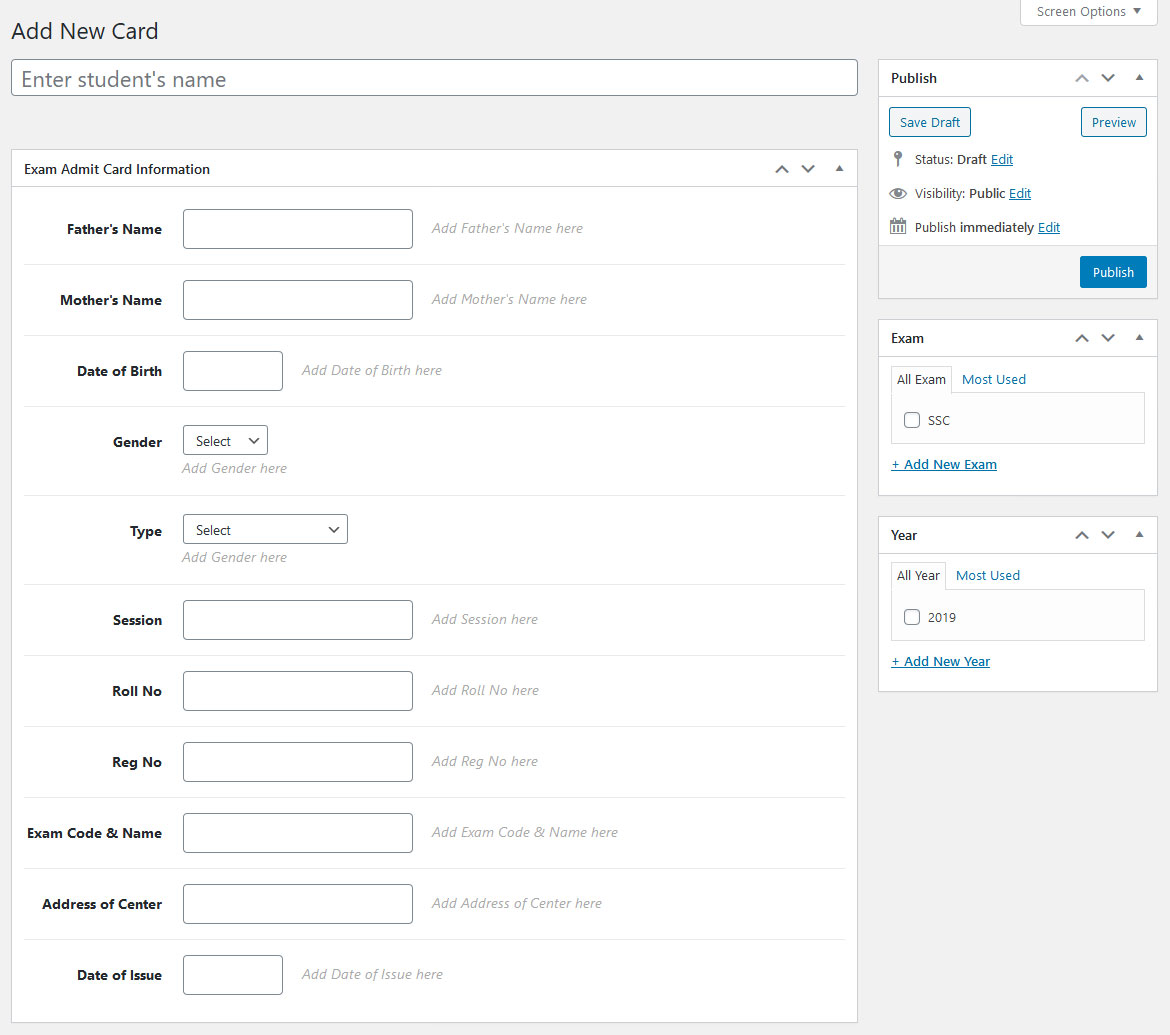 Screen Options
Add New Card
Enter student's name
Exam Admit Card Information
Father's Name Add Father's Name here
Mother's Name Add Mother's Name here
Date of Birth Add Date of Birth here
Gender Select
Add Gender here
Type Select
Add Gender here
Session Add Session here
Roll No Add Roll No here
Reg No Add Reg No here
Exam Code & Name Add Exam Code & Name here
Address of Center Add Address of Center here
Date of Issue Add Date of Issue here
Publish
Save Draft Preview
Status: Draft Edit
Visibility: Public Edit
Publish immediately Edit
Publish
Exam
All Exam Most Used
SSC
+ Add New Exam
Year
All Year Most Used
2019
+ Add New Year